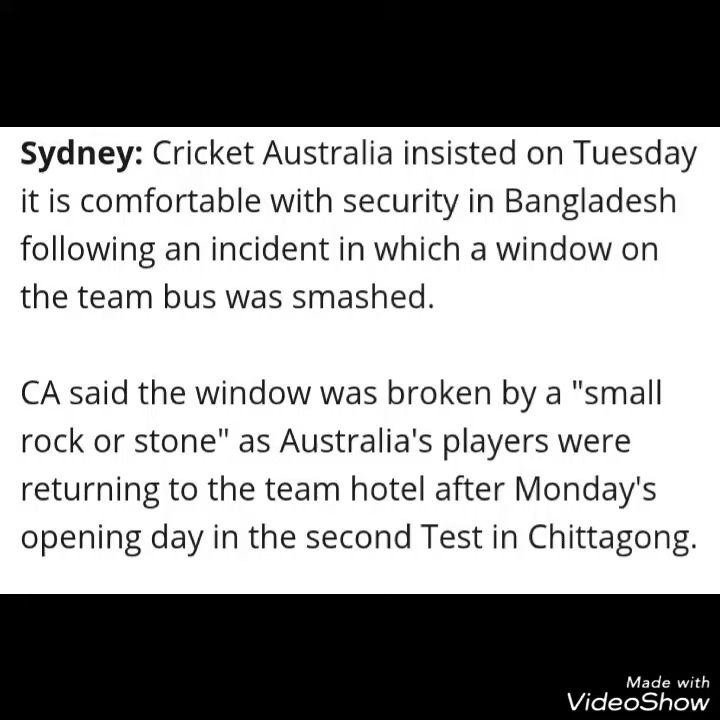 Sydney: Cricket Australia insisted on Tuesday
it is comfortable with security in Bangladesh
following an incident in which a window on
the team bus was smashed.
CA said the window was broken by a "small
rock or stone" as Australia's players were
returning to the team hotel after Monday's
opening day in the second Test in Chittagong.
Made with
VideoShow